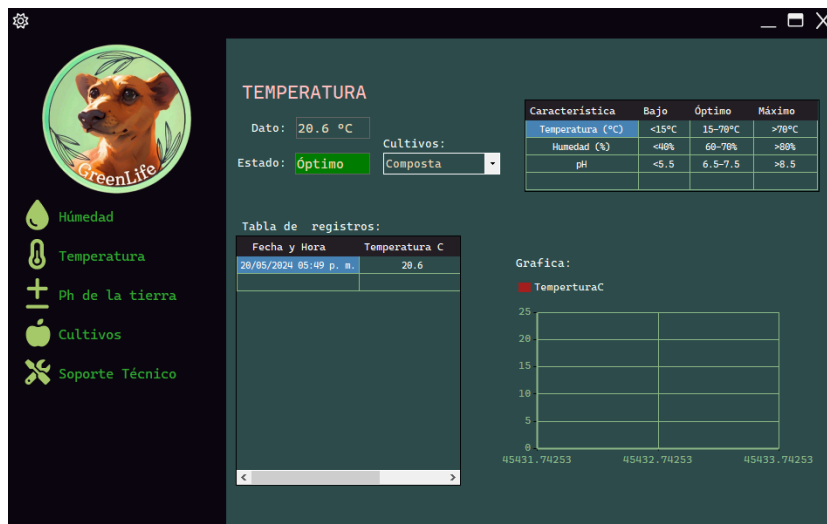 GreenLife
Húmedad
Temperatura
Ph de la tierra
Cultivos
Soporte Técnico
TEMPERATURA
Dato: 20.6 ºC
Cultivos:
Estado: Óptimo Composta
Caracteristica Bajo Óptimo Máximo
Temperatura (°C) <15°C 15-70°C >70°C
Humedad (%) <40% 60-70% >80%
pH <5.5 6.5-7.5 >8.5
Tabla de registros:
Fecha y Hora Temperatura C
20/05/2024 05:49 p. m. 20.6
Grafica:
TemperturaC
25
20
15
10
5
0
45431.74253 45432.74253 45433.74253